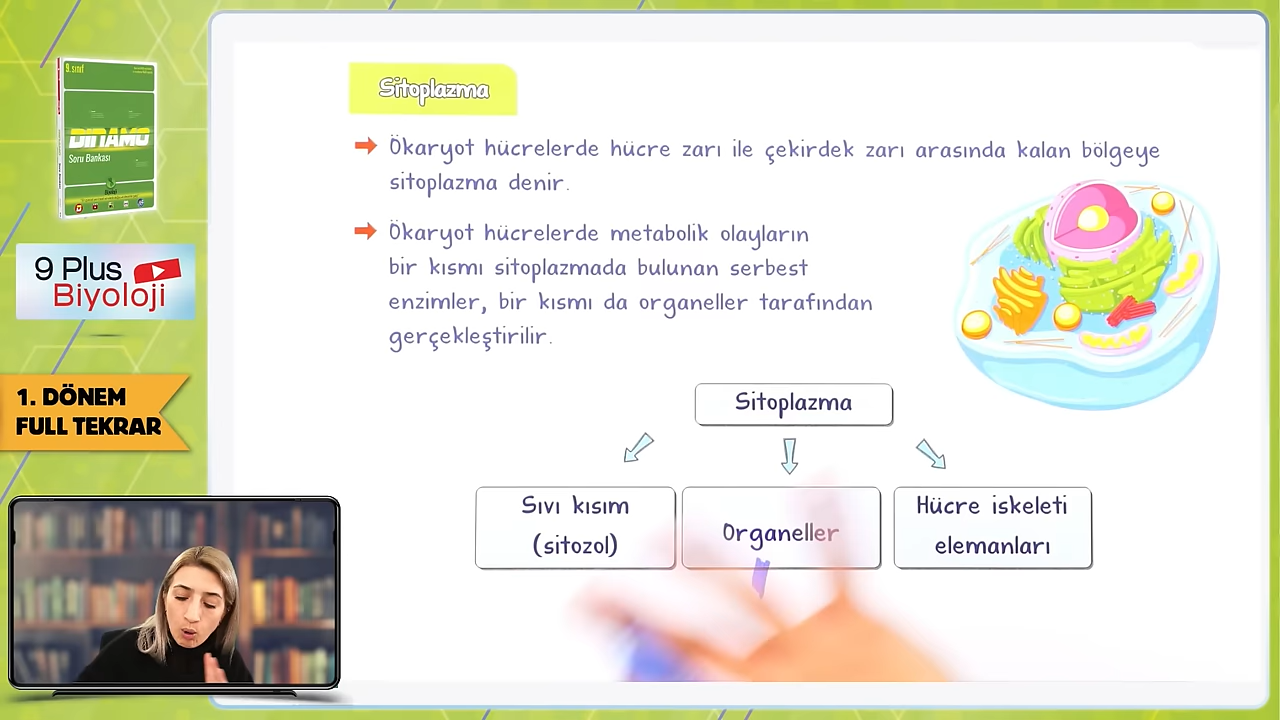 9. sınıf
DİNAMO
Soru Bankası
9 Plus
Biyoloji
1. DÖNEM
FULL TEKRAR
Sitoplazma
Ökaryot hücrelerde hücre zarı ile çekirdek zarı arasında kalan bölgeye
sitoplazma denir.
Ökaryot hücrelerde metabolik olayların
bir kısmı sitoplazmada bulunan serbest
enzimler, bir kısmı da organeller tarafından
gerçekleştirilir.
Sitoplazma
Sıvı kısım
(sitozol)
Organeller
Hücre iskeleti
elemanları